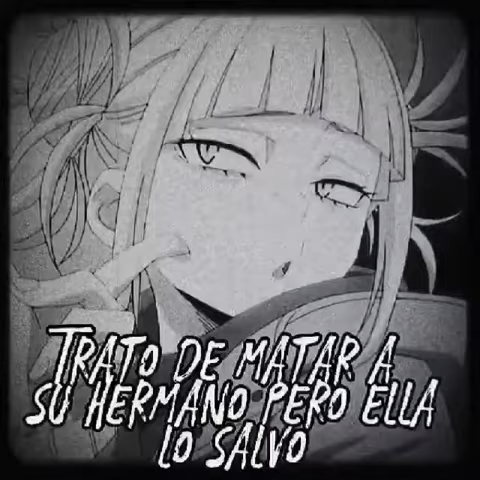 TRATO DE MATAR A
SU HERMANO PERO ELLA
LO SALVO